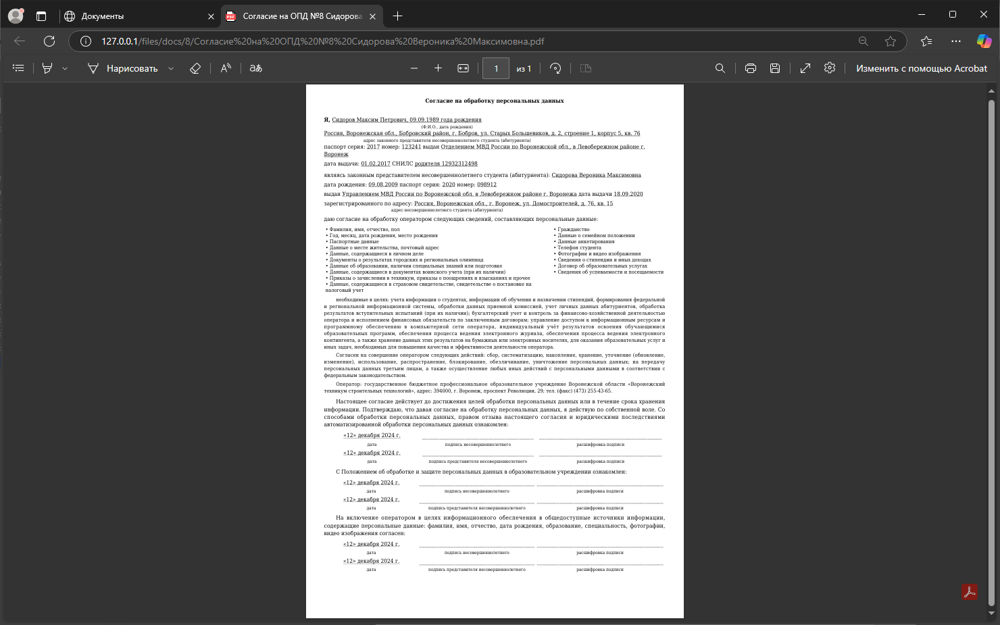 Документы
Согласие на ОПД №8 Сидорова
127.0.0.1/files/docs/8/Согласие%20на%20ОПД%20№8%20Сидорова%20Вероника%20Максимовна.pdf
Нарисовать
1 из 1
Изменить с помощью Acrobat
Согласие на обработку персональных данных
Я, Сидоров Максим Петрович, 09.09.1989 года рождения
(Ф.И.О., дата рождения)
Россия, Воронежская обл., Бобровский район, г. Бобров, ул. Старых Большевиков, д. 2, строение 1, корпус 5, кв. 76
адрес законного представителя несовершеннолетнего студента (абитуриента)
паспорт серия: 2017 номер: 123241 выдан Отделением МВД России по Воронежской обл., в Левобережном районе г.
Воронеж
дата выдачи: 01.02.2017 СНИЛС родителя 12932312498
являясь законным представителем несовершеннолетнего студента (абитуриента): Сидорова Вероника Максимовна
дата рождения: 09.08.2009 паспорт серия: 2020 номер: 098912
выдан Управлением МВД России по Воронежской обл. в Левобережном районе г. Воронежа дата выдачи 18.09.2020
зарегистрированного по адресу: Россия, Воронежская обл., г. Воронеж, ул. Домостроителей, д. 76, кв. 15
адрес несовершеннолетнего студента (абитуриента)
даю согласие на обработку оператором следующих сведений, составляющих персональные данные:
• Фамилия, имя, отчество, пол
• Год, месяц, дата рождения, место рождения
• Паспортные данные
• Данные о месте жительства, почтовый адрес
• Данные, содержащиеся в личном деле
• Документы о результатах городских и региональных олимпиад
• Данные об образовании, наличии специальных знаний или подготовке
• Данные, содержащиеся в документах воинского учета (при их наличии)
• Приказы о зачислении в техникум, приказы о поощрениях и взысканиях и прочее
• Данные, содержащиеся в страховом свидетельстве, свидетельстве о постановке на
налоговый учет
• Гражданство
• Данные о семейном положении
• Данные анкетирования
• Телефон студента
• Фотографии и видео изображения
• Сведения о стипендии и иных доходах
• Договор об образовательных услугах
• Сведения об успеваемости и посещаемости
необходимые в целях: учета информации о студентах, информации об обучении и назначении стипендий, формирования федеральной
и региональной информационной системы, обработки данных приемной комиссией, учет личных данных абитуриентов, обработка
результатов вступительных испытаний (при их наличии); бухгалтерский учет и контроль за финансово-хозяйственной деятельностью
оператора и исполнением финансовых обязательств по заключенным договорам; управление доступом к информационным ресурсам и
программному обеспечению в компьютерной сети оператора, индивидуальный учёт результатов освоения обучающимися
образовательных программ, обеспечения процесса ведения электронного журнала, обеспечения процесса ведения электронного
контингента, а также хранение данных этих результатов на бумажных или электронных носителях, для оказания образовательных услуг и
иных задач, необходимых для повышения качества и эффективности деятельности оператора.
Согласен на совершение оператором следующих действий: сбор, систематизацию, накопление, хранение, уточнение (обновление,
изменение), использование, распространение, блокирование, обезличивание, уничтожение персональных данных; на передачу
персональных данных третьим лицам, а также осуществление любых иных действий с персональными данными в соответствии с
федеральным законодательством.
Оператор: государственное бюджетное профессиональное образовательное учреждение Воронежской области «Воронежский
техникум строительных технологий», адрес: 394000, г. Воронеж, проспект Революции, 29; тел. (факс) (473) 255-43-65.
Настоящее согласие действует до достижения целей обработки персональных данных или в течение срока хранения
информации. Подтверждаю, что давая согласие на обработку персональных данных, я действую по собственной воле. Со
способами обработки персональных данных, правом отзыва настоящего согласия и юридическими последствиями
автоматизированной обработки персональных данных ознакомлен:
«12» декабря 2024 г.
дата подпись несовершеннолетнего расшифровка подписи
«12» декабря 2024 г.
дата подпись представителя несовершеннолетнего расшифровка подписи
С Положением об обработке и защите персональных данных в образовательном учреждении ознакомлен:
«12» декабря 2024 г.
дата подпись несовершеннолетнего расшифровка подписи
«12» декабря 2024 г.
дата подпись представителя несовершеннолетнего расшифровка подписи
На включение оператором в целях информационного обеспечения в общедоступные источники информации,
содержащие персональные данные: фамилия, имя, отчество, дата рождения, образование, специальность, фотографии,
видео изображения согласен:
«12» декабря 2024 г.
дата подпись несовершеннолетнего расшифровка подписи
«12» декабря 2024 г.
дата подпись представителя несовершеннолетнего расшифровка подписи